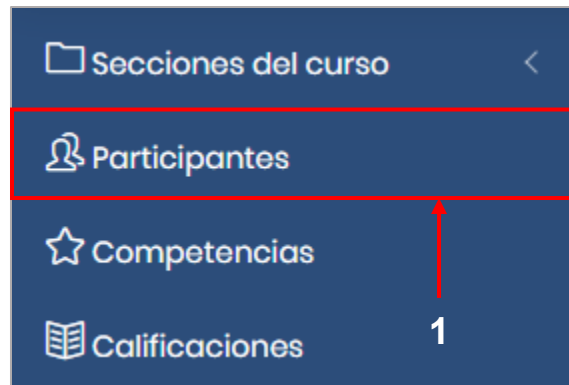 Secciones del curso
Participantes
Competencias
1
Calificaciones